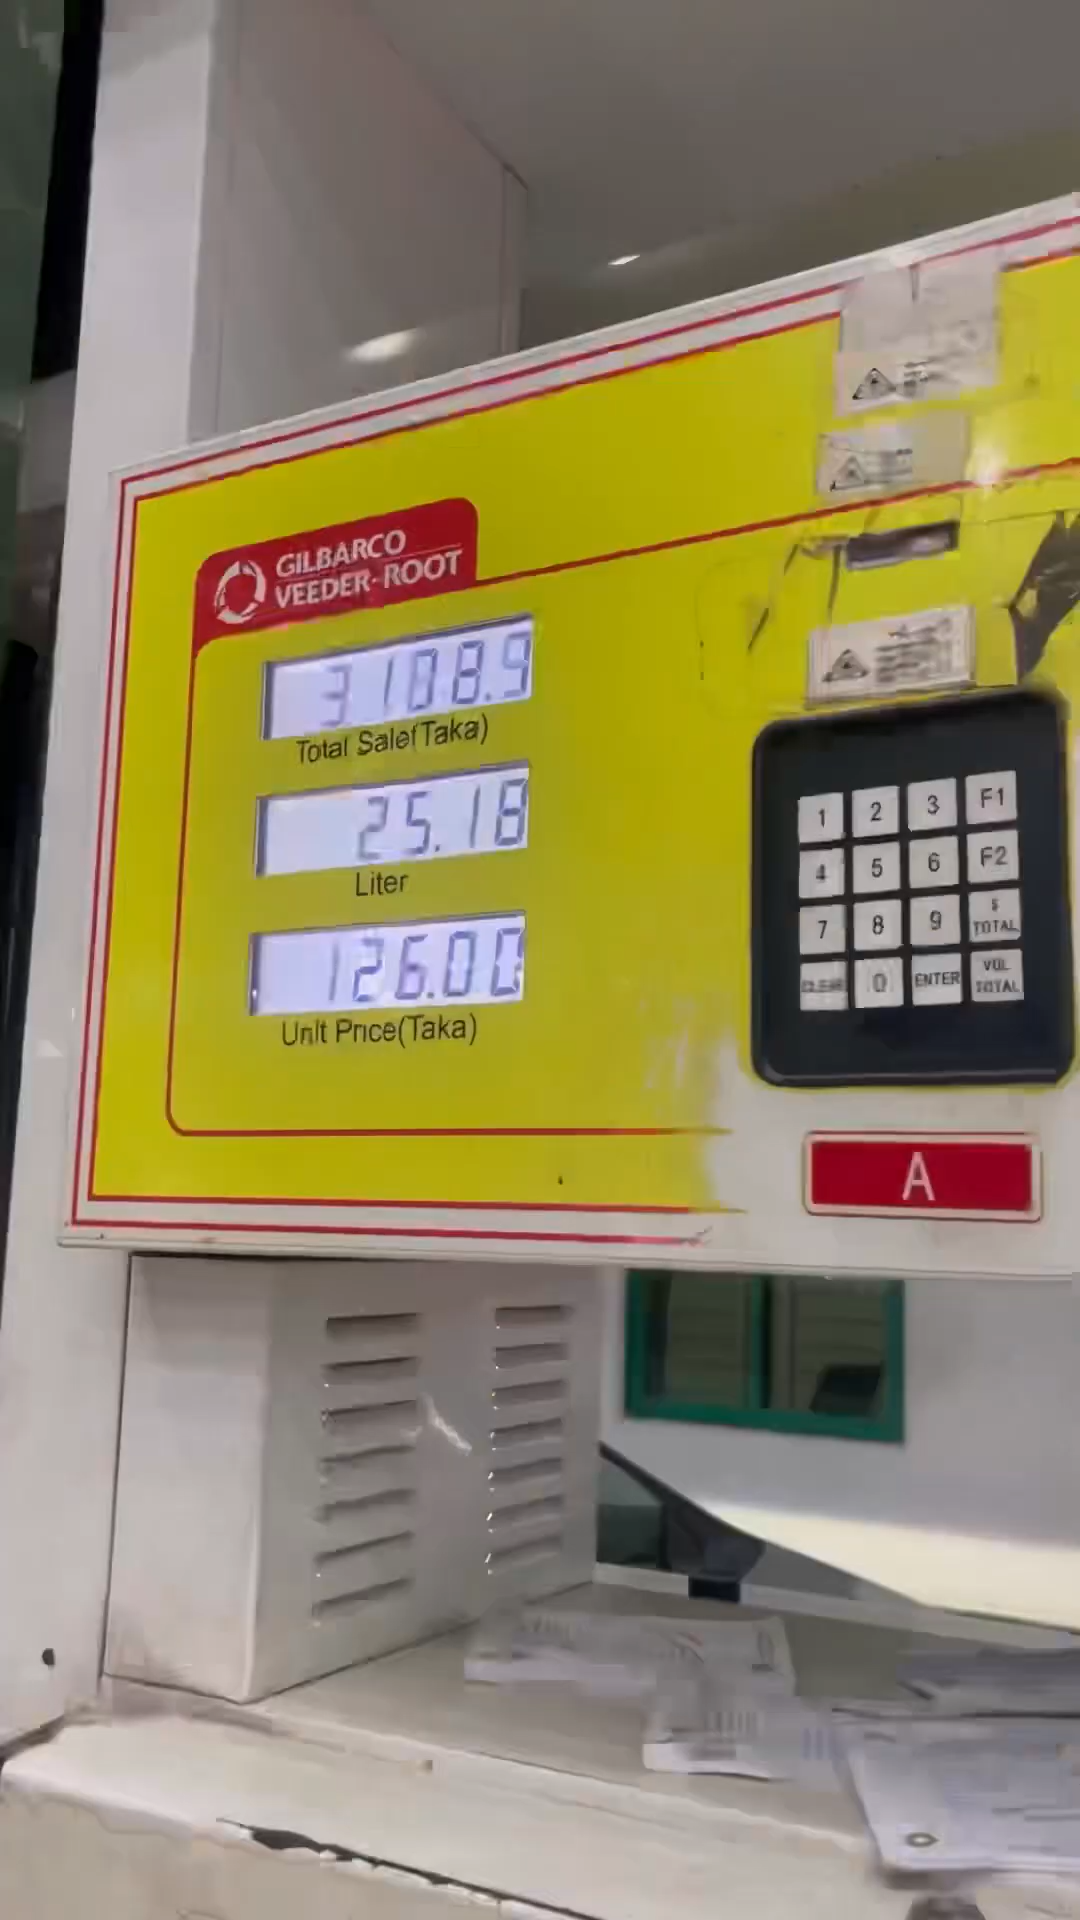 GILBARCO
VEEDER-ROOT
3108.9
Total Sale(Taka)
25.18
Liter
126.00
Unit Price(Taka)
1 2 3 F1
4 5 6 F2
7 8 9 $ TOTAL
CLEAR 0 ENTER VOL TOTAL
A